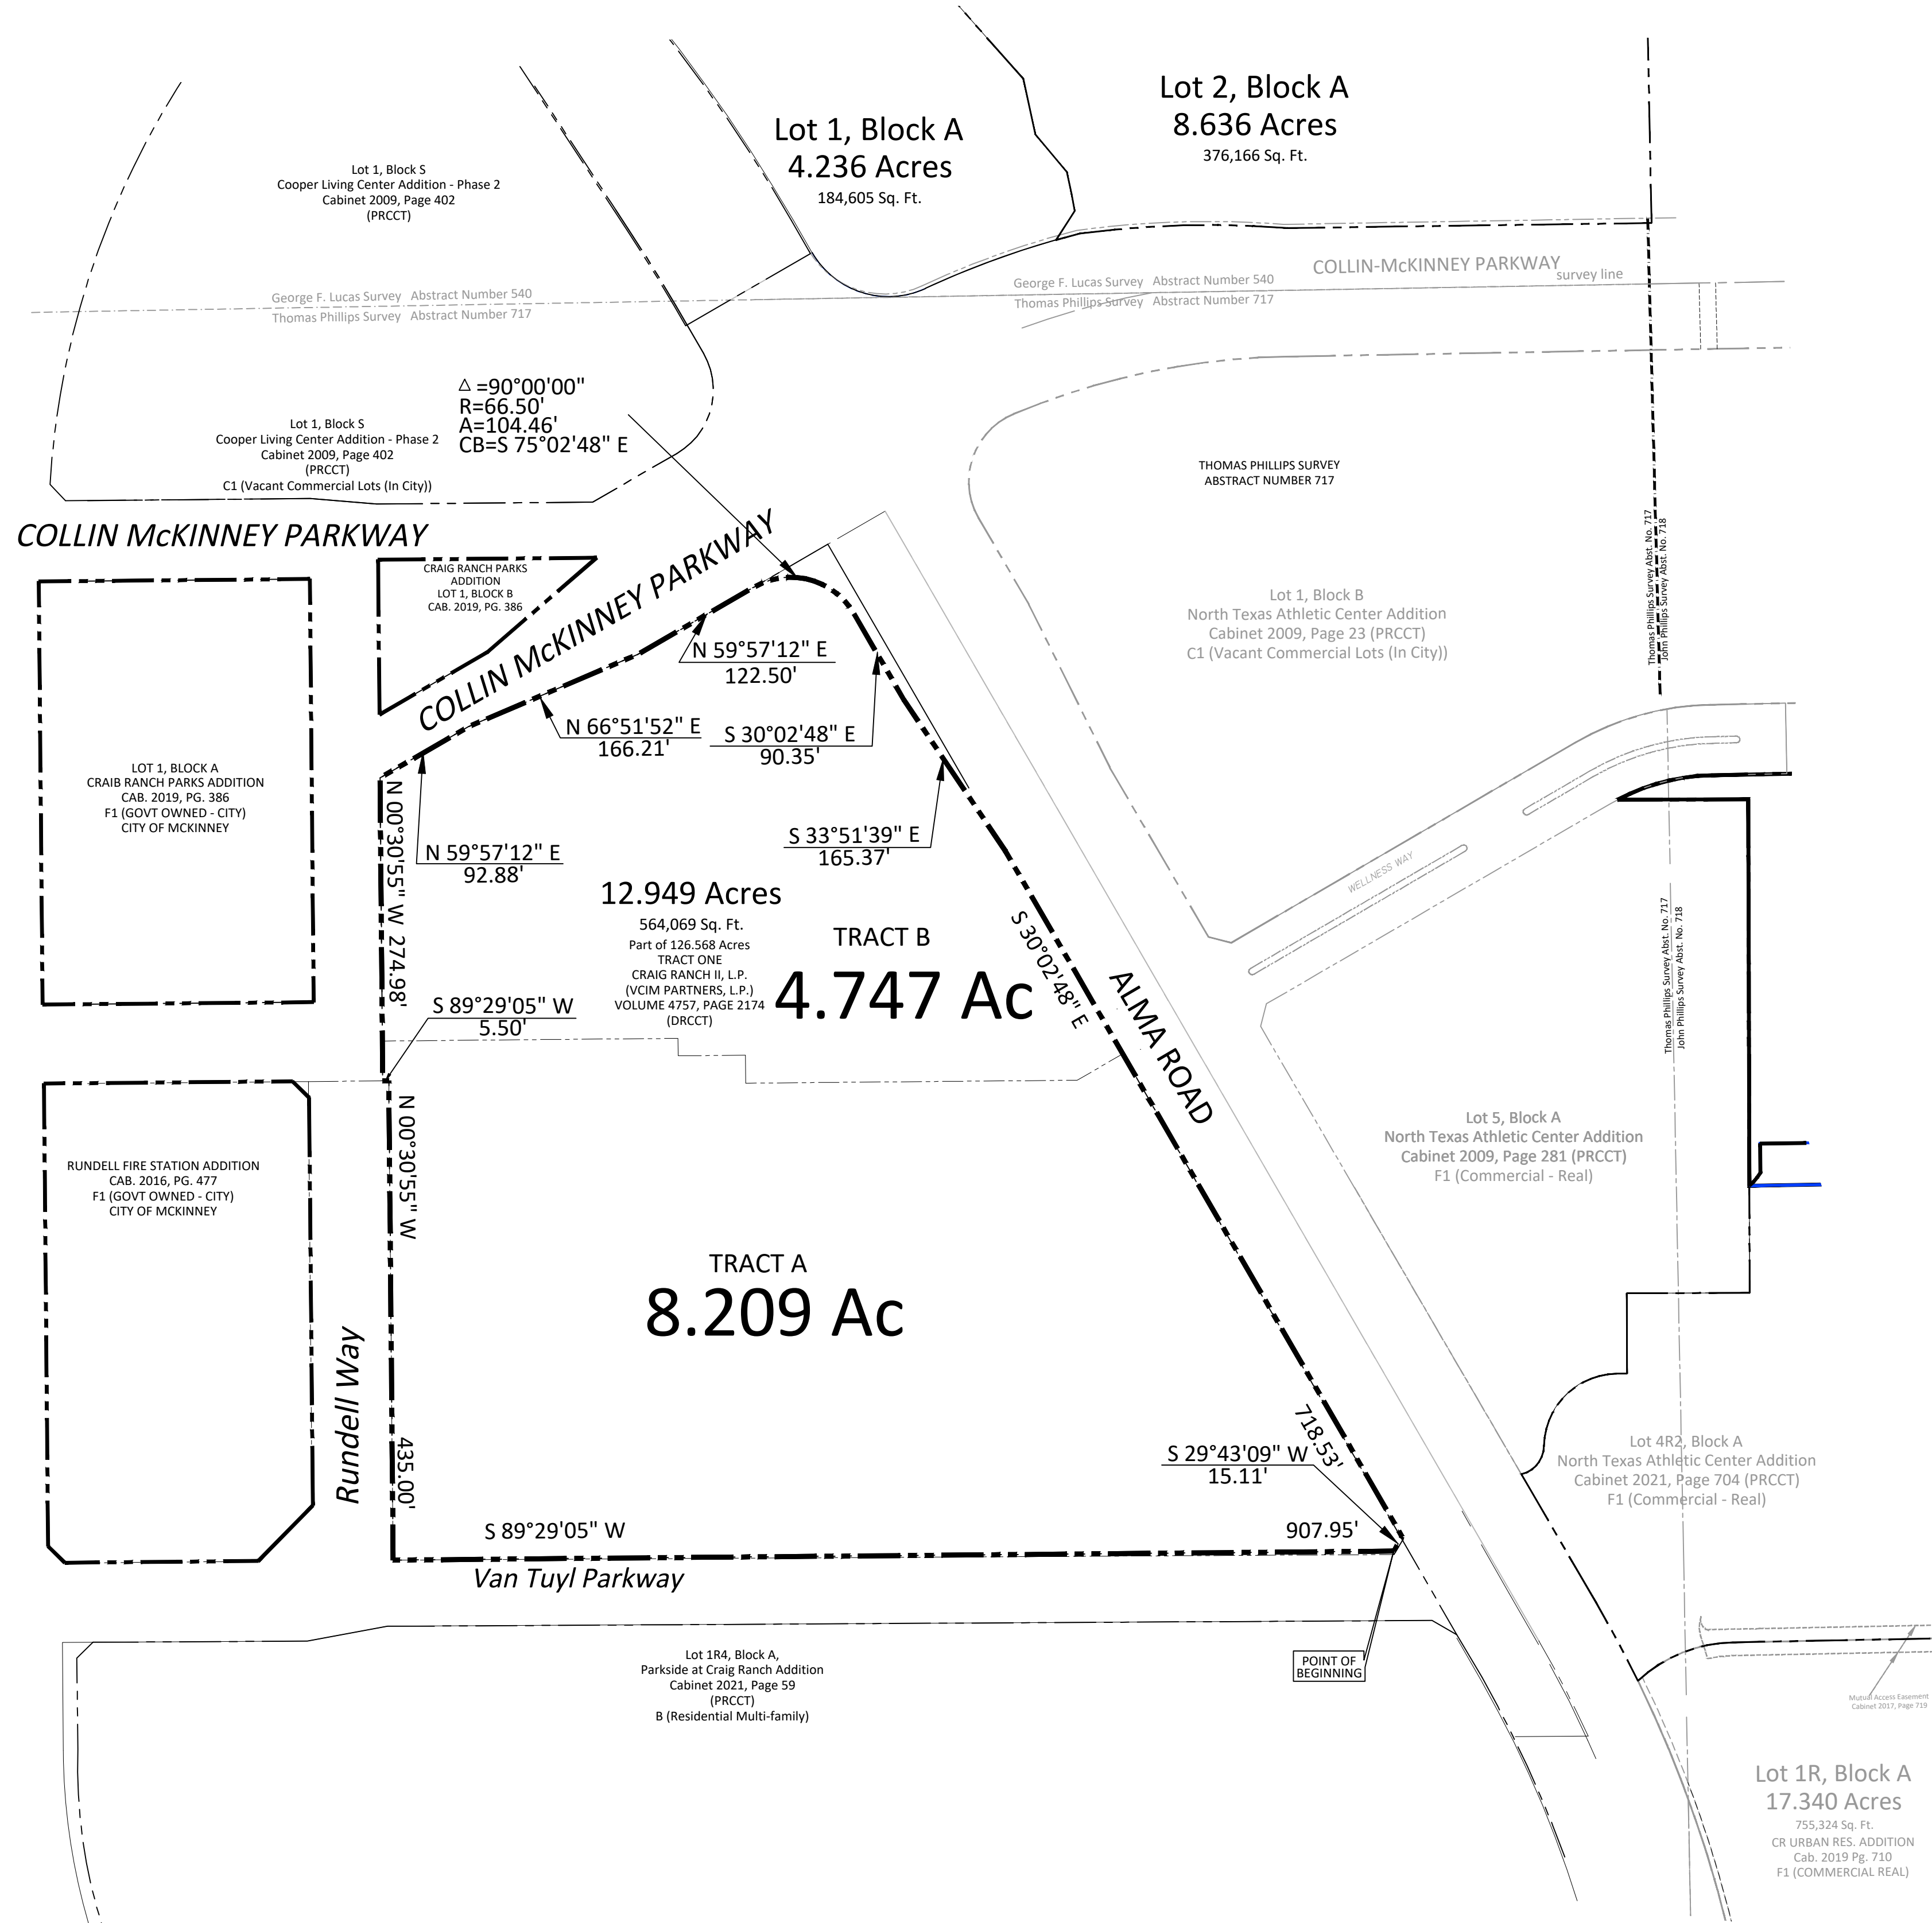 Lot 2, Block A
8.636 Acres
376,166 Sq. Ft.
Lot 1, Block A
4.236 Acres
184,605 Sq. Ft.
Lot 1, Block S
Cooper Living Center Addition - Phase 2
Cabinet 2009, Page 402
(PRCCT)
COLLIN-McKINNEY PARKWAY
survey line
George F. Lucas Survey Abstract Number 540
Thomas Phillips Survey Abstract Number 717
George F. Lucas Survey Abstract Number 540
Thomas Phillips Survey Abstract Number 717
△ =90°00'00"
R=66.50'
A=104.46'
CB=S 75°02'48" E
Lot 1, Block S
Cooper Living Center Addition - Phase 2
Cabinet 2009, Page 402
(PRCCT)
C1 (Vacant Commercial Lots (In City))
THOMAS PHILLIPS SURVEY
ABSTRACT NUMBER 717
COLLIN McKINNEY PARKWAY
CRAIG RANCH PARKS
ADDITION
LOT 1, BLOCK B
CAB. 2019, PG. 386
COLLIN McKINNEY PARKWAY
Thomas Phillips Survey Abst. No. 717
John Phillips Survey Abst. No. 718
Lot 1, Block B
North Texas Athletic Center Addition
Cabinet 2009, Page 23 (PRCCT)
C1 (Vacant Commercial Lots (In City))
N 59°57'12" E
122.50'
N 66°51'52" E
166.21'
S 30°02'48" E
90.35'
LOT 1, BLOCK A
CRAIB RANCH PARKS ADDITION
CAB. 2019, PG. 386
F1 (GOVT OWNED - CITY)
CITY OF MCKINNEY
N 00°30'55" W 274.98'
N 59°57'12" E
92.88'
S 33°51'39" E
165.37'
WELLNESS WAY
12.949 Acres
564,069 Sq. Ft.
Part of 126.568 Acres
TRACT ONE
CRAIG RANCH II, L.P.
(VCIM PARTNERS, L.P.)
VOLUME 4757, PAGE 2174
(DRCCT)
TRACT B
4.747 Ac
S 30°02'48" E
718.53'
ALMA ROAD
Thomas Phillips Survey Abst. No. 717
John Phillips Survey Abst. No. 718
S 89°29'05" W
5.50'
N 00°30'55" W
435.00'
Lot 5, Block A
North Texas Athletic Center Addition
Cabinet 2009, Page 281 (PRCCT)
F1 (Commercial - Real)
RUNDELL FIRE STATION ADDITION
CAB. 2016, PG. 477
F1 (GOVT OWNED - CITY)
CITY OF MCKINNEY
TRACT A
8.209 Ac
Rundell Way
S 29°43'09" W
15.11'
Lot 4R2, Block A
North Texas Athletic Center Addition
Cabinet 2021, Page 704 (PRCCT)
F1 (Commercial - Real)
S 89°29'05" W
907.95'
Van Tuyl Parkway
POINT OF
BEGINNING
Lot 1R4, Block A,
Parkside at Craig Ranch Addition
Cabinet 2021, Page 59
(PRCCT)
B (Residential Multi-family)
Mutual Access Easement
Cabinet 2017, Page 719
Lot 1R, Block A
17.340 Acres
755,324 Sq. Ft.
CR URBAN RES. ADDITION
Cab. 2019 Pg. 710
F1 (COMMERCIAL REAL)